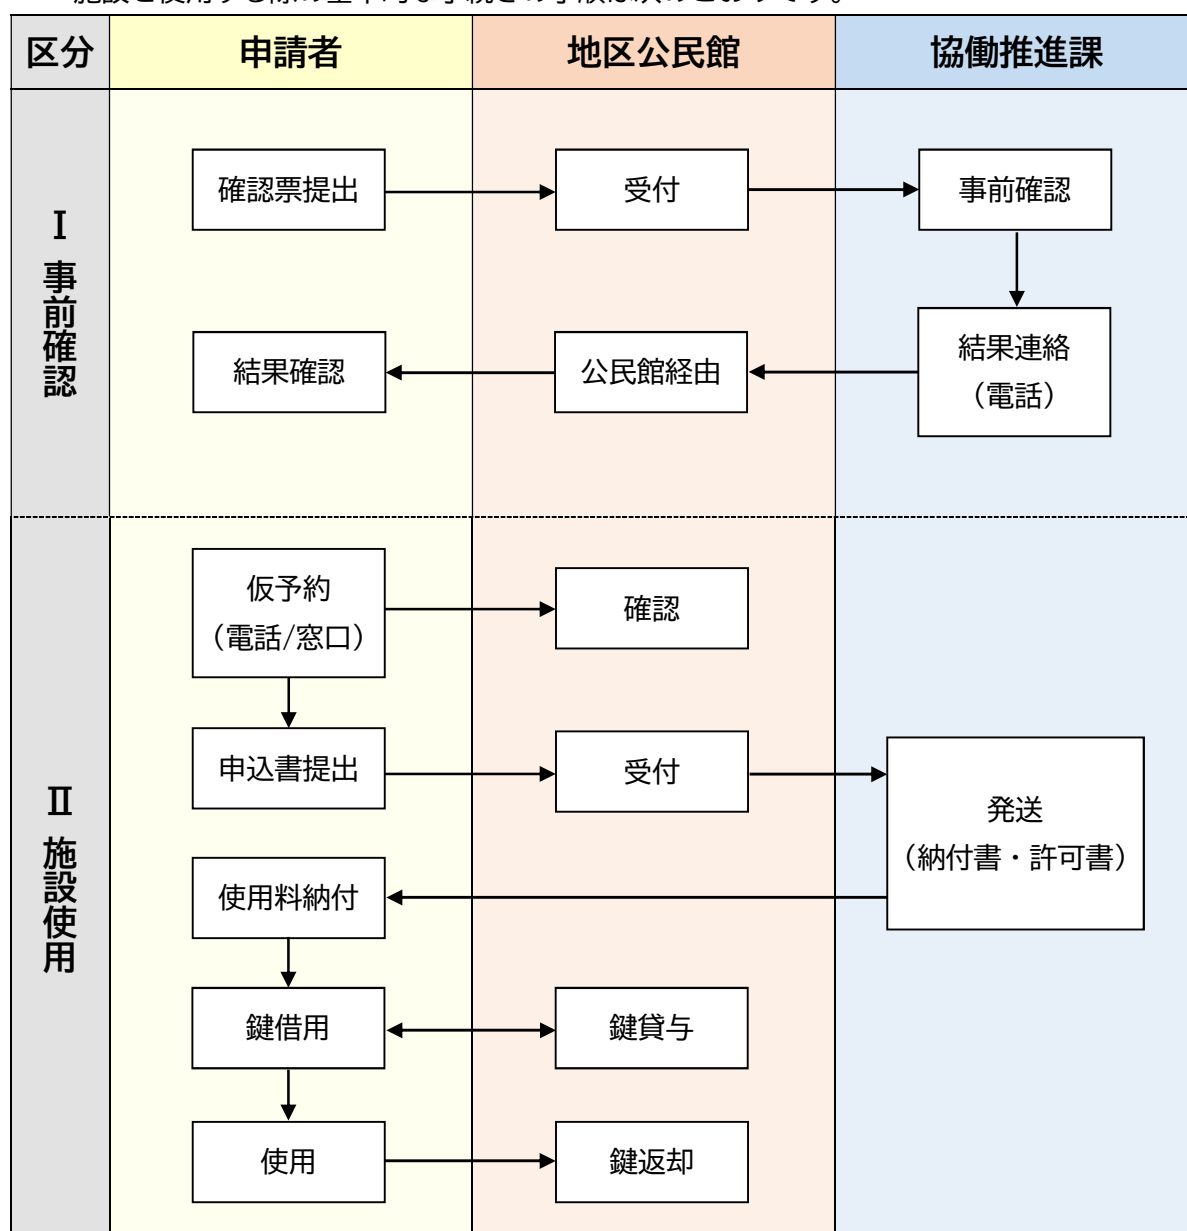 施設を使用する際の基本的な手続きの手順は次のとおりです。
区分 申請者 地区公民館 協働推進課
Ⅰ 事前確認
確認票提出 受付 事前確認
結果確認 公民館経由 結果連絡
（電話）
Ⅱ 施設使用
仮予約
（電話/窓口）
確認
申込書提出 受付
発送
（納付書・許可書）
使用料納付
鍵借用 鍵貸与
使用 鍵返却